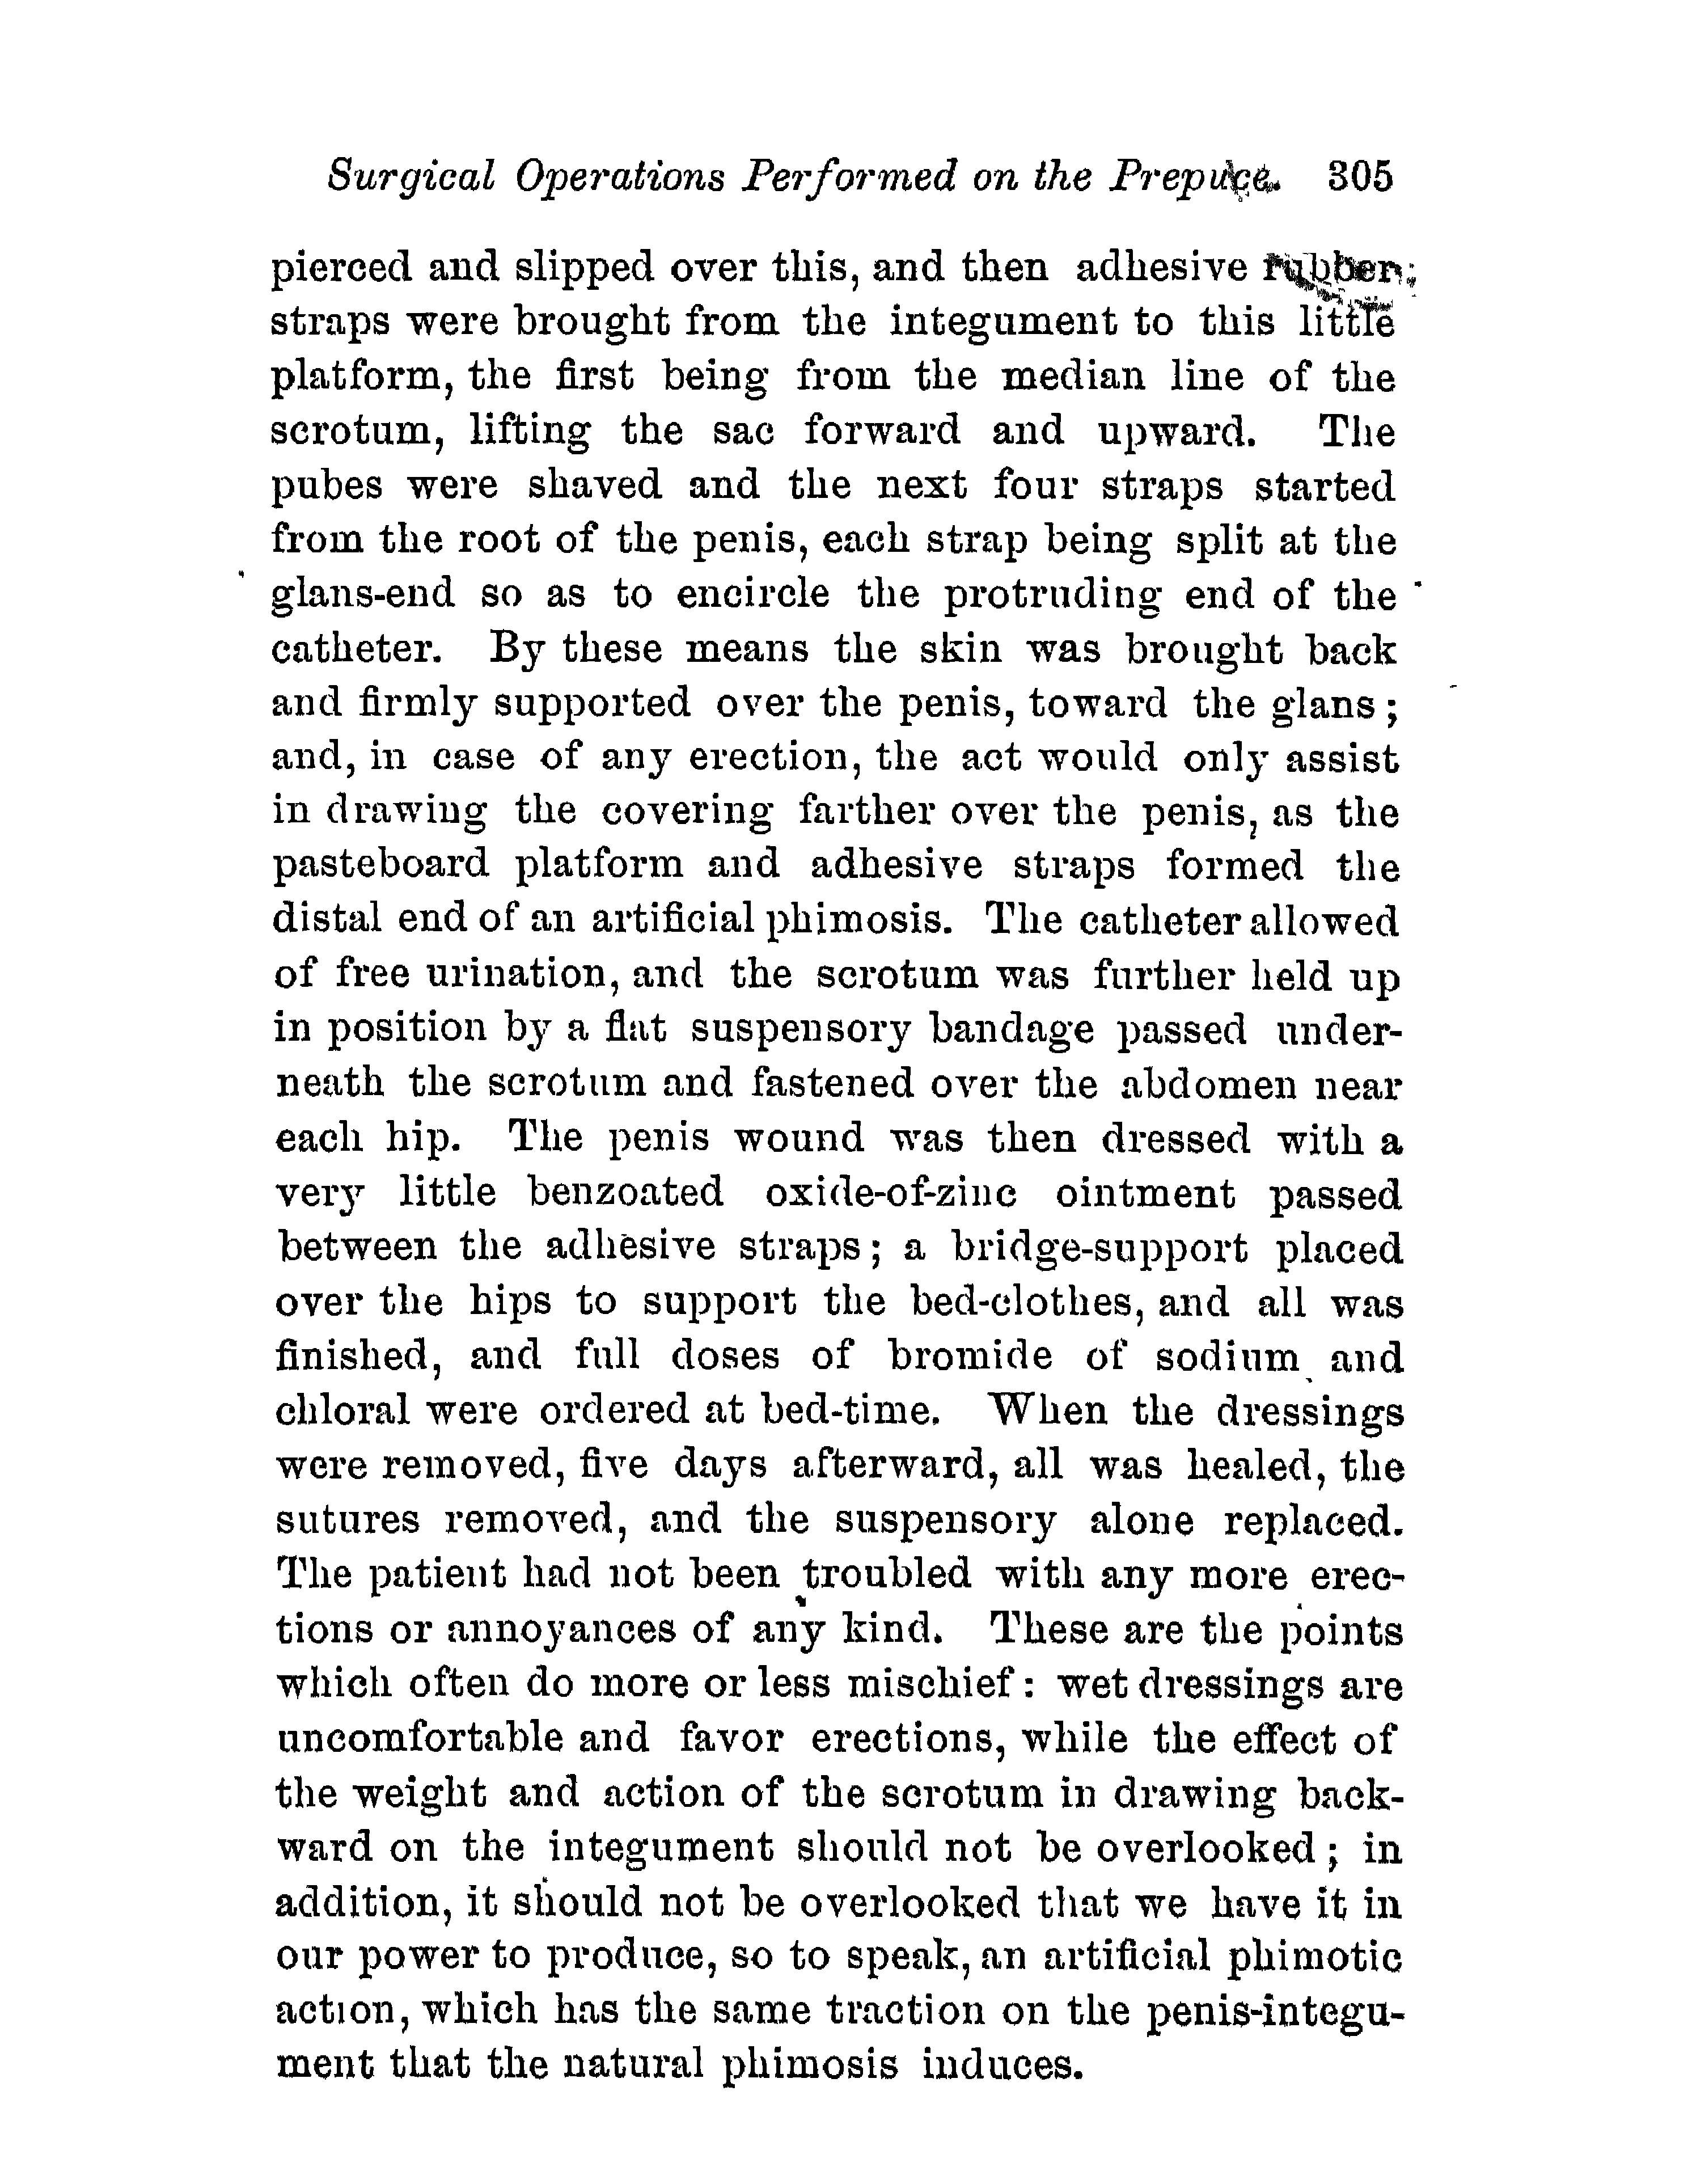 Surgical Operations Performed on the Prepuce. 305
pierced and slipped over this, and then adhesive rubber
straps were brought from the integument to this little
platform, the first being from the median line of the
scrotum, lifting the sac forward and upward. The
pubes were shaved and the next four straps started
from the root of the penis, each strap being split at the
glans-end so as to encircle the protruding end of the
catheter. By these means the skin was brought back
and firmly supported over the penis, toward the glans;
and, in case of any erection, the act would only assist
in drawing the covering farther over the penis, as the
pasteboard platform and adhesive straps formed the
distal end of an artificial phimosis. The catheter allowed
of free urination, and the scrotum was further held up
in position by a flat suspensory bandage passed under-
neath the scrotum and fastened over the abdomen near
each hip. The penis wound was then dressed with a
very little benzoated oxide-of-zinc ointment passed
between the adhesive straps; a bridge-support placed
over the hips to support the bed-clothes, and all was
finished, and full doses of bromide of sodium and
chloral were ordered at bed-time. When the dressings
were removed, five days afterward, all was healed, the
sutures removed, and the suspensory alone replaced.
The patient had not been troubled with any more erec-
tions or annoyances of any kind. These are the points
which often do more or less mischief: wet dressings are
uncomfortable and favor erections, while the effect of
the weight and action of the scrotum in drawing back-
ward on the integument should not be overlooked; in
addition, it should not be overlooked that we have it in
our power to produce, so to speak, an artificial phimotic
action, which has the same traction on the penis-integu-
ment that the natural phimosis induces.